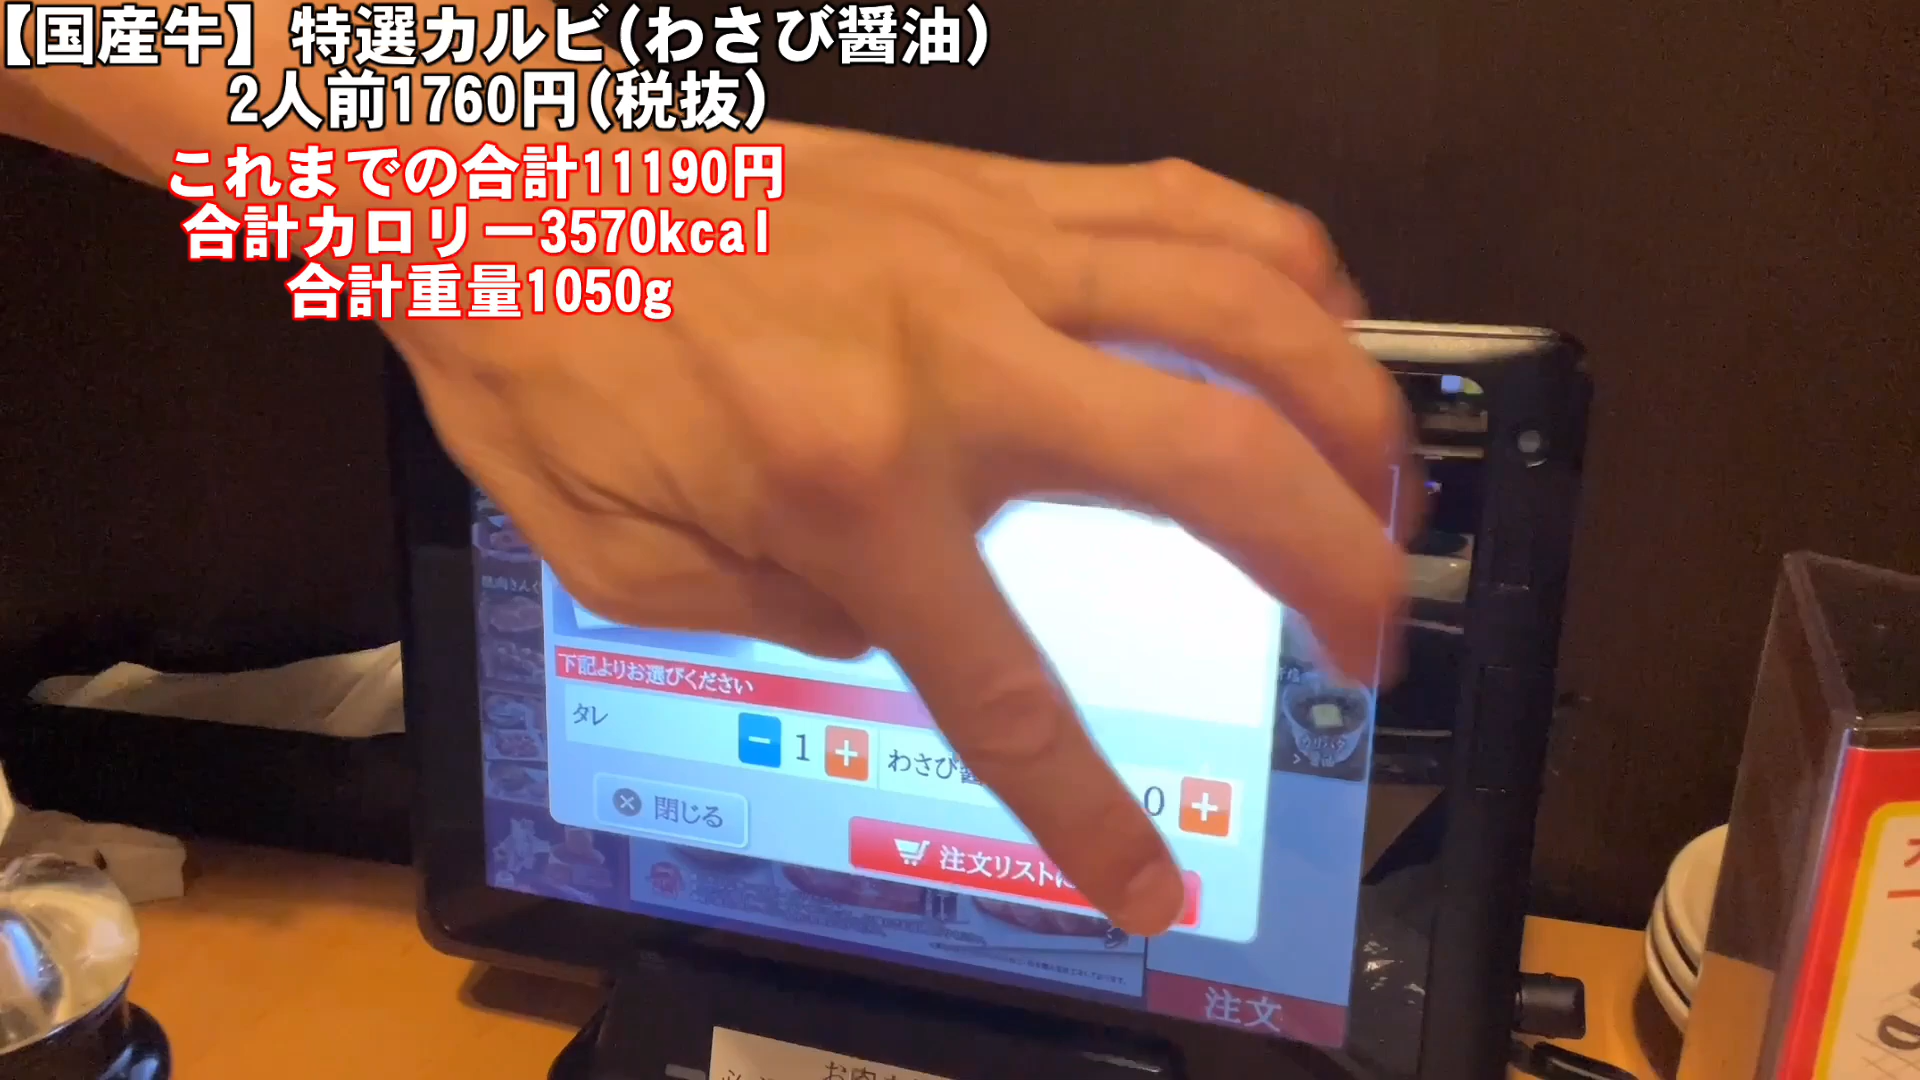 【国産牛】特選カルビ(わさび醤油)
2人前1760円(税抜)
これまでの合計11190円
合計カロリー3570kcal
合計重量1050g
下記よりお選びください
タレ
1
わさび醤
0
閉じる
注文リストに
注文